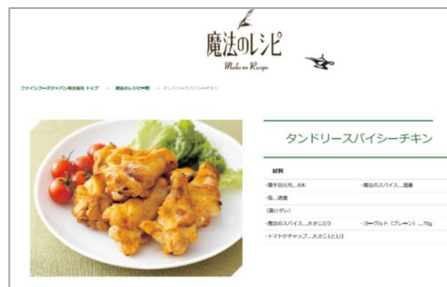 魔法のレシピ
Maho no Recipe
ファインフーズジャパン株式会社 トップ > 魔法のレシピ一覧 > タンドリースパイシーチキン
タンドリースパイシーチキン
材料
・鶏手羽元…8本 ・魔法のスパイス…適量
・塩…適量
(漬けダレ)
・魔法のスパイス…大さじ2/3 ・ヨーグルト(プレーン)…70g
・トマトケチャップ…大さじ1と1/2